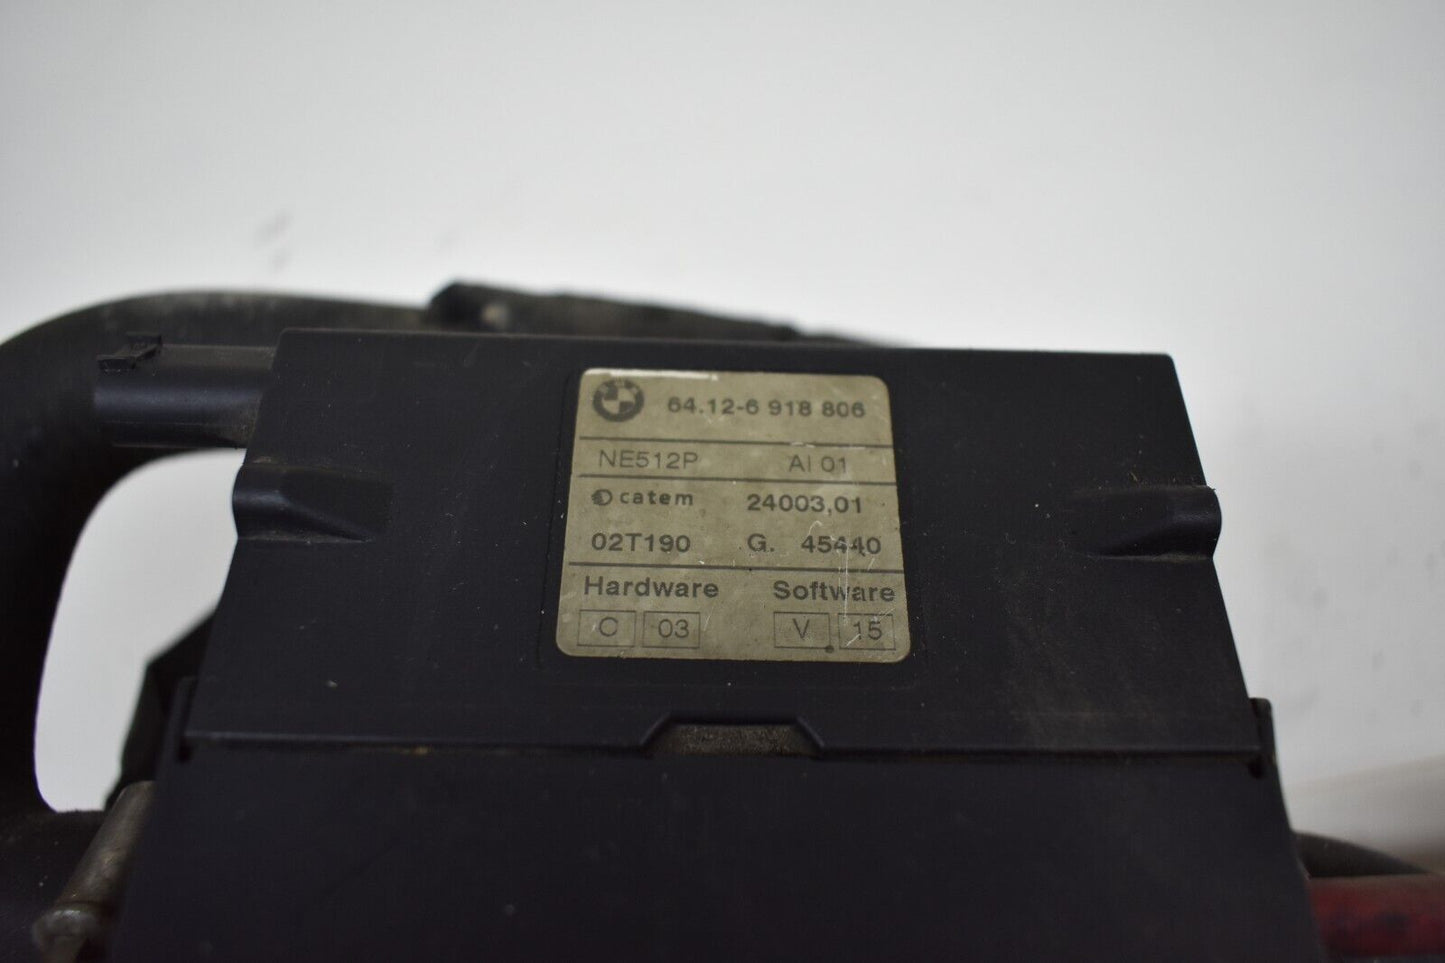 64.12-6 918 806
NE512P AI 01
catem 24003,01
02T190 G. 45440
Hardware Software
C 03 V 15